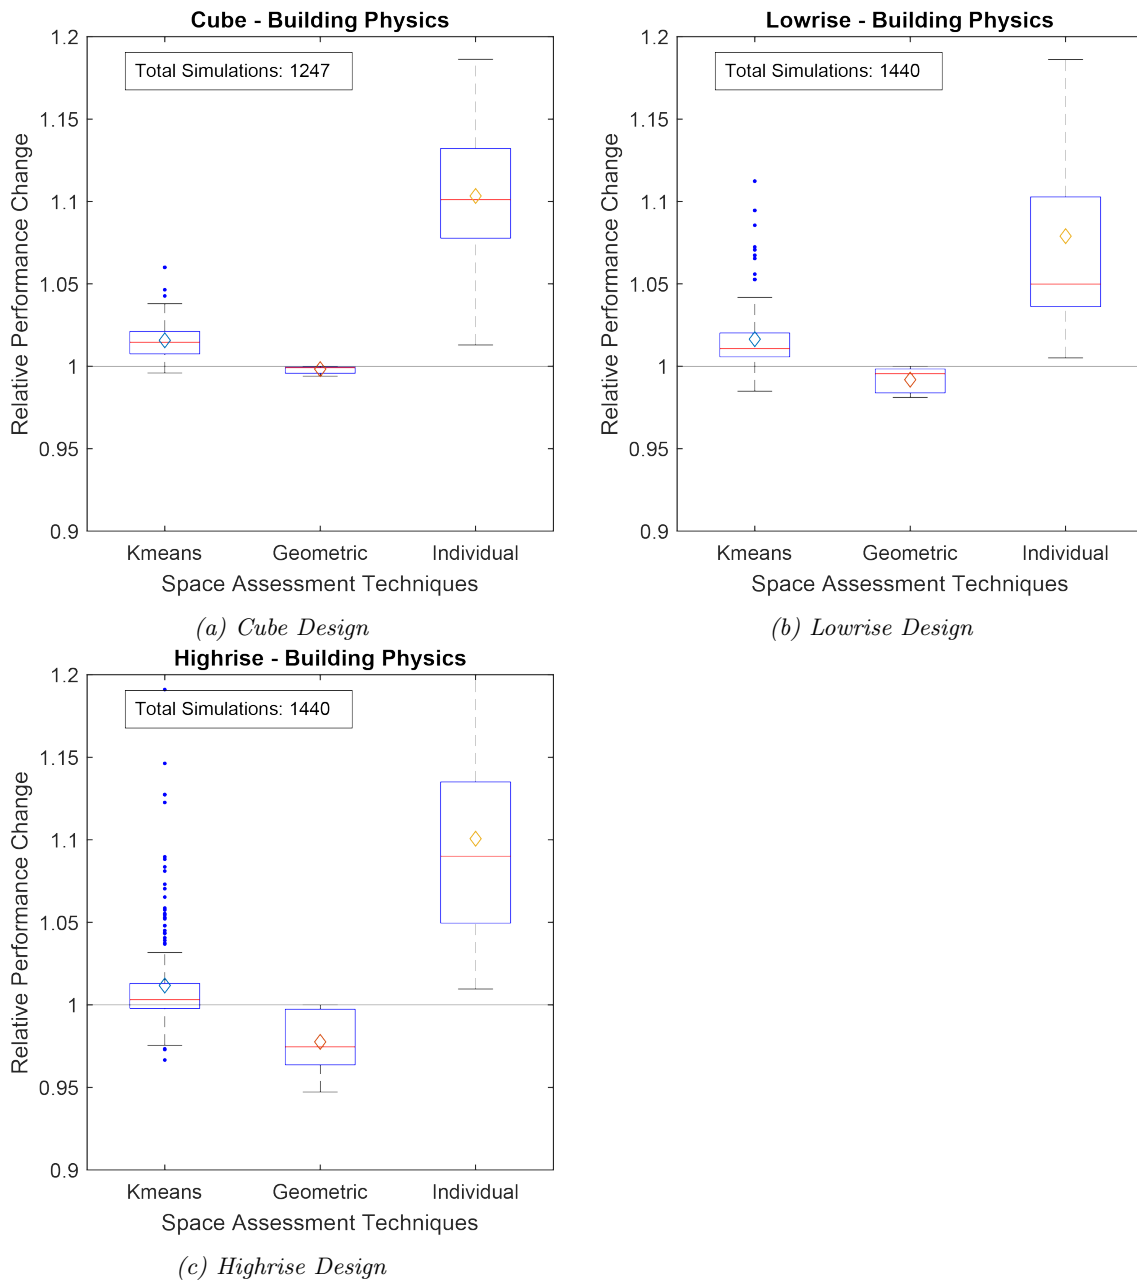 Cube - Building Physics
Total Simulations: 1247
1.2
1.15
1.1
1.05
1
0.95
0.9
Relative Performance Change
Kmeans Geometric Individual
Space Assessment Techniques
(a) Cube Design
Lowrise - Building Physics
Total Simulations: 1440
1.2
1.15
1.1
1.05
1
0.95
0.9
Relative Performance Change
Kmeans Geometric Individual
Space Assessment Techniques
(b) Lowrise Design
Highrise - Building Physics
Total Simulations: 1440
1.2
1.15
1.1
1.05
1
0.95
0.9
Relative Performance Change
Kmeans Geometric Individual
Space Assessment Techniques
(c) Highrise Design